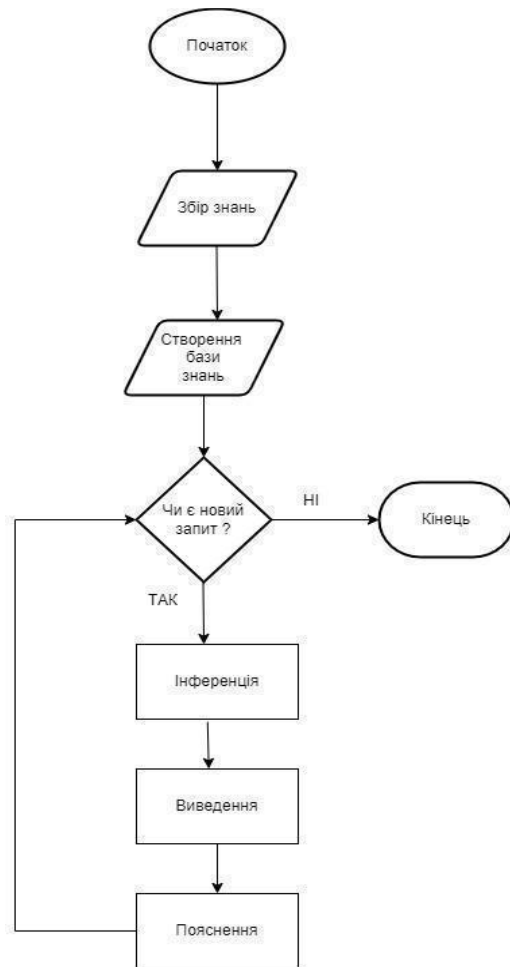 Початок
Збір знань
Створення
бази
знань
Чи є новий
запит ?
НІ
Кінець
ТАК
Інференція
Виведення
Пояснення